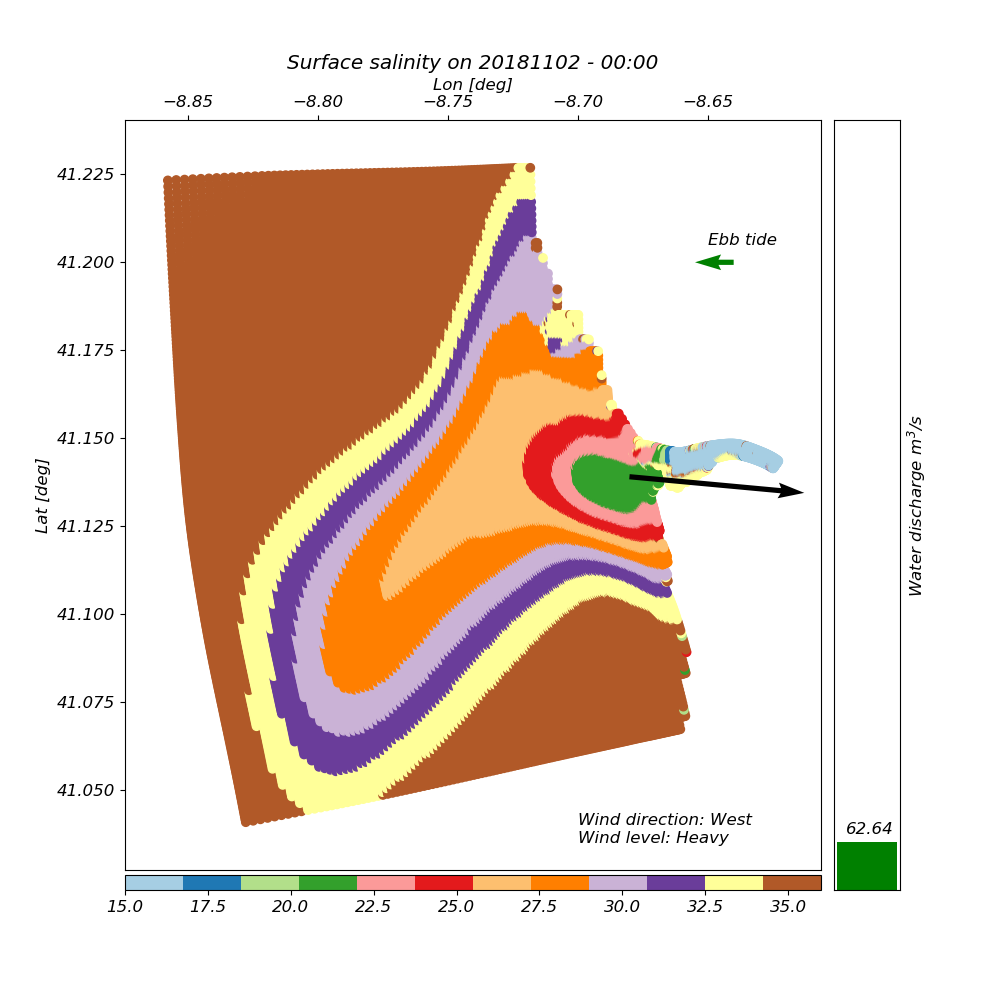 Surface salinity on 20181102 - 00:00
Lon [deg]
−8.85 −8.80 −8.75 −8.70 −8.65
41.225
Ebb tide
41.200
41.175
41.150
41.125
41.100
41.075
41.050
Lat [deg]
Water discharge m³/s
Wind direction: West
Wind level: Heavy
62.64
15.0 17.5 20.0 22.5 25.0 27.5 30.0 32.5 35.0